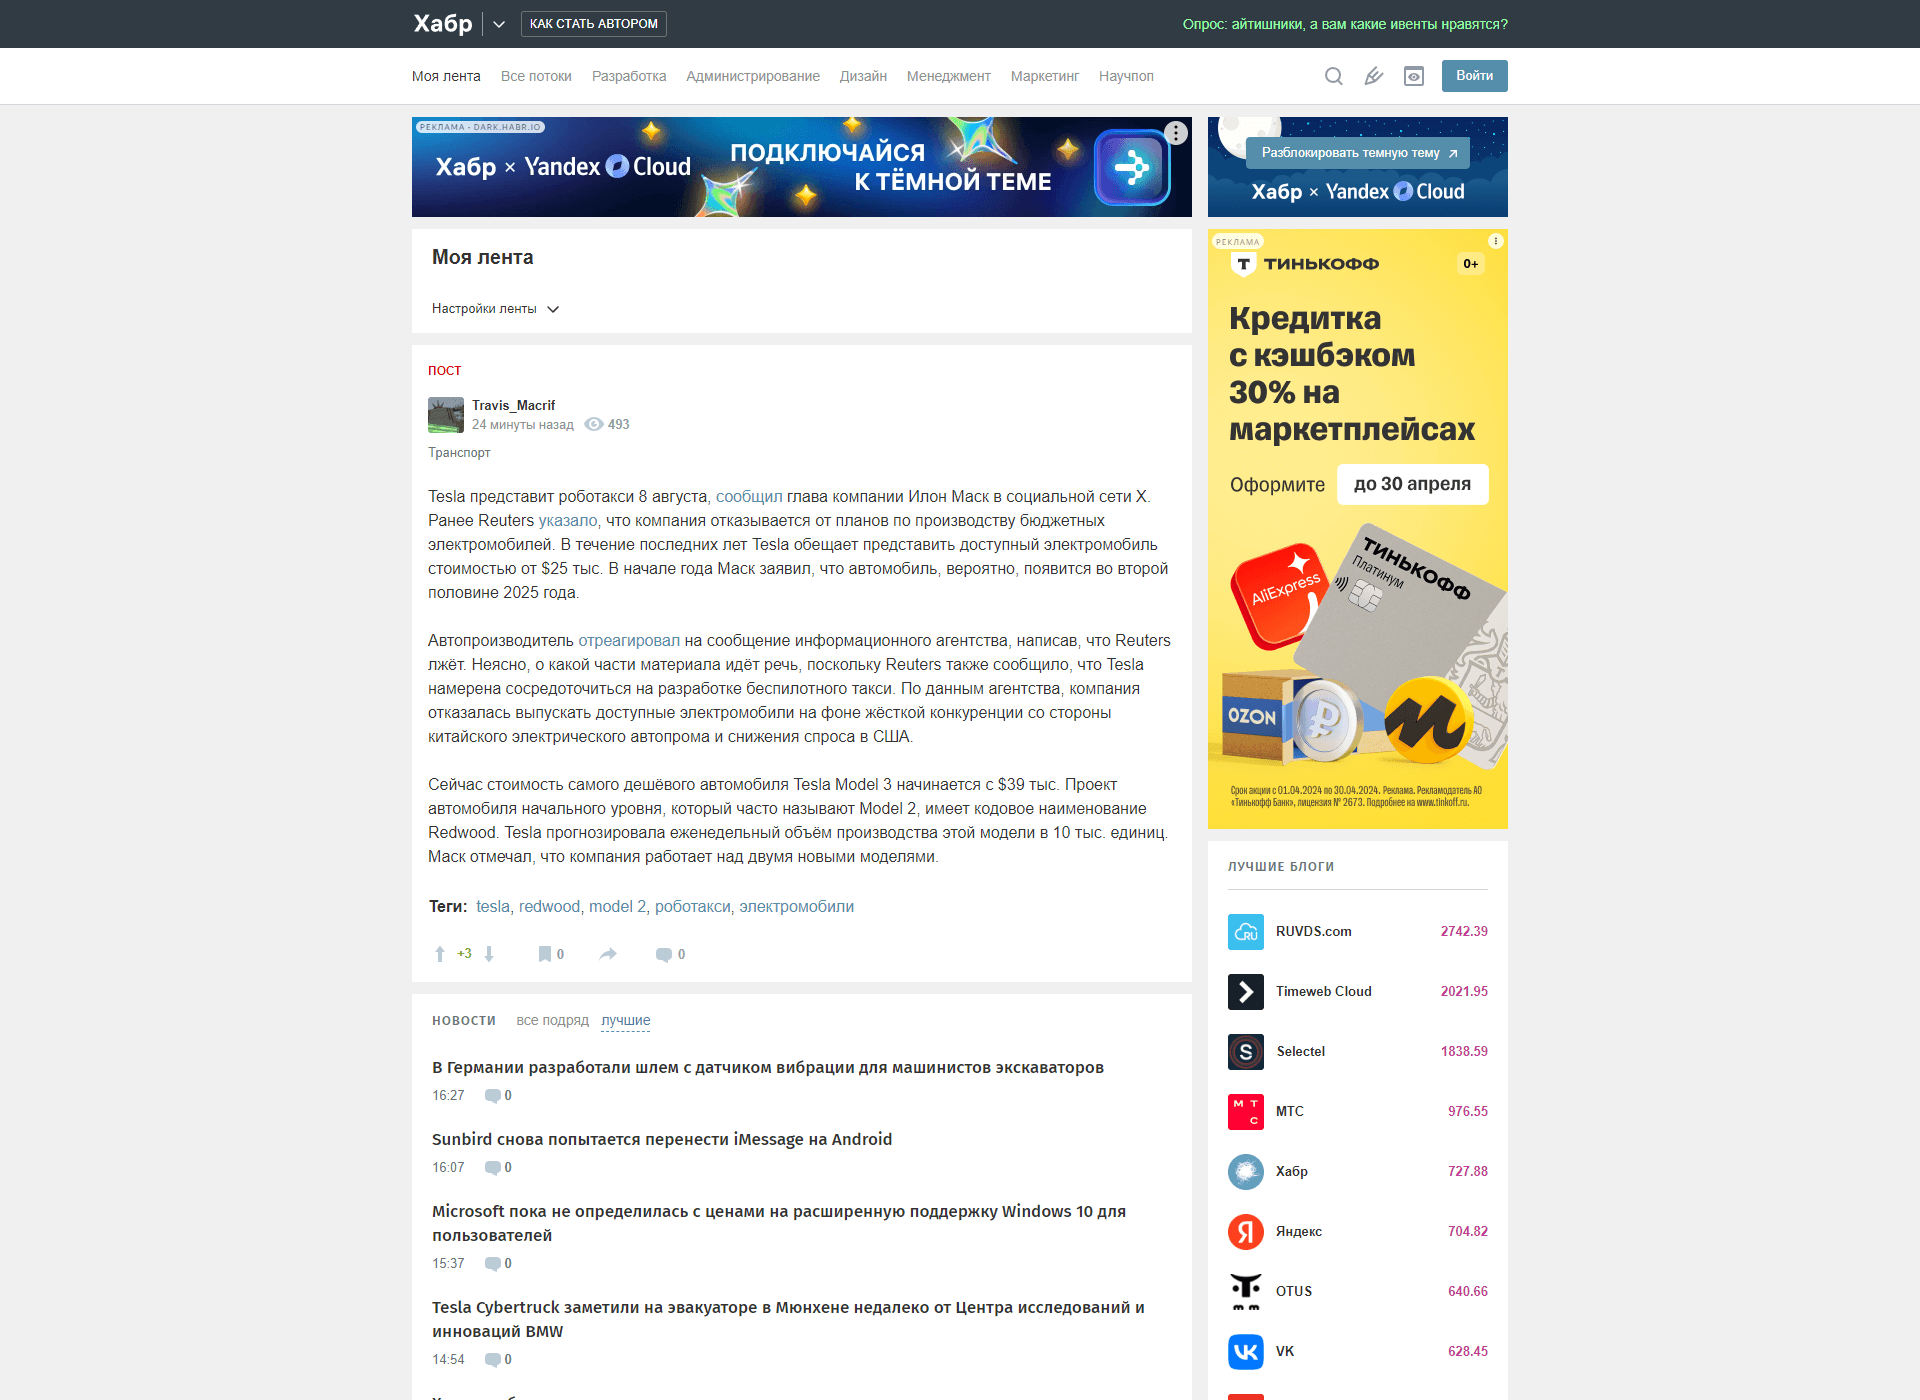 Хабр
КАК СТАТЬ АВТОРОМ
Опрос: айтишники, а вам какие ивенты нравятся?
Моя лента
Все потоки
Разработка
Администрирование
Дизайн
Менеджмент
Маркетинг
Научпоп
Войти
РЕКЛАМА • DARK.HABR.IO
Хабр × Yandex Cloud
ПОДКЛЮЧАЙСЯ
К ТЁМНОЙ ТЕМЕ
Разблокировать темную тему
Хабр × Yandex Cloud
Моя лента
Настройки ленты
ПОСТ
Travis_Macrif
24 минуты назад 493
Транспорт
Tesla представит роботакси 8 августа, сообщил глава компании Илон Маск в социальной сети X.
Ранее Reuters указало, что компания отказывается от планов по производству бюджетных
электромобилей. В течение последних лет Tesla обещает представить доступный электромобиль
стоимостью от $25 тыс. В начале года Маск заявил, что автомобиль, вероятно, появится во второй
половине 2025 года.
Автопроизводитель отреагировал на сообщение информационного агентства, написав, что Reuters
лжёт. Неясно, о какой части материала идёт речь, поскольку Reuters также сообщило, что Tesla
намерена сосредоточиться на разработке беспилотного такси. По данным агентства, компания
отказалась выпускать доступные электромобили на фоне жёсткой конкуренции со стороны
китайского электрического автопрома и снижения спроса в США.
Сейчас стоимость самого дешёвого автомобиля Tesla Model 3 начинается с $39 тыс. Проект
автомобиля начального уровня, который часто называют Model 2, имеет кодовое наименование
Redwood. Tesla прогнозировала еженедельный объём производства этой модели в 10 тыс. единиц.
Маск отмечал, что компания работает над двумя новыми моделями.
Теги: tesla, redwood, model 2, роботакси, электромобили
+3 0 0
НОВОСТИ все подряд лучшие
В Германии разработали шлем с датчиком вибрации для машинистов экскаваторов
16:27 0
Sunbird снова попытается перенести iMessage на Android
16:07 0
Microsoft пока не определилась с ценами на расширенную поддержку Windows 10 для
пользователей
15:37 0
Tesla Cybertruck заметили на эвакуаторе в Мюнхене недалеко от Центра исследований и
инноваций BMW
14:54 0
РЕКЛАМА
ТИНЬКОФФ
0+
Кредитка
с кэшбэком
30% на
маркетплейсах
Оформите до 30 апреля
ТИНЬКОФФ
Платинум
AliExpress
OZON
Срок акции с 01.04.2024 по 30.04.2024. Реклама. Рекламодатель АО
«Тинькофф Банк», лицензия № 2673. Подробнее на www.tinkoff.ru.
ЛУЧШИЕ БЛОГИ
RU
RUVDS.com 2742.39
Timeweb Cloud 2021.95
S
Selectel 1838.59
М Т С
МТС 976.55
Хабр 727.88
Я
Яндекс 704.82
OTUS 640.66
VK
VK 628.45